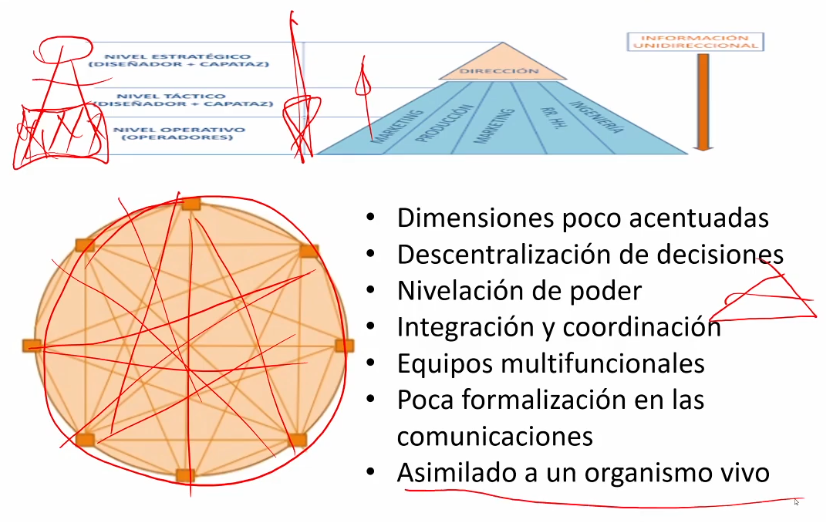 NIVEL ESTRATÉGICO
(DISEÑADOR + CAPATAZ)
NIVEL TÁCTICO
(DISEÑADOR + CAPATAZ)
NIVEL OPERATIVO
(OPERADORES)
DIRECCIÓN
MARKETING
PRODUCCIÓN
MARKETING
RR. HH.
INGENIERÍA
INFORMACIÓN
UNIDIRECCIONAL
• Dimensiones poco acentuadas
• Descentralización de decisiones
• Nivelación de poder
• Integración y coordinación
• Equipos multifuncionales
• Poca formalización en las
comunicaciones
• Asimilado a un organismo vivo